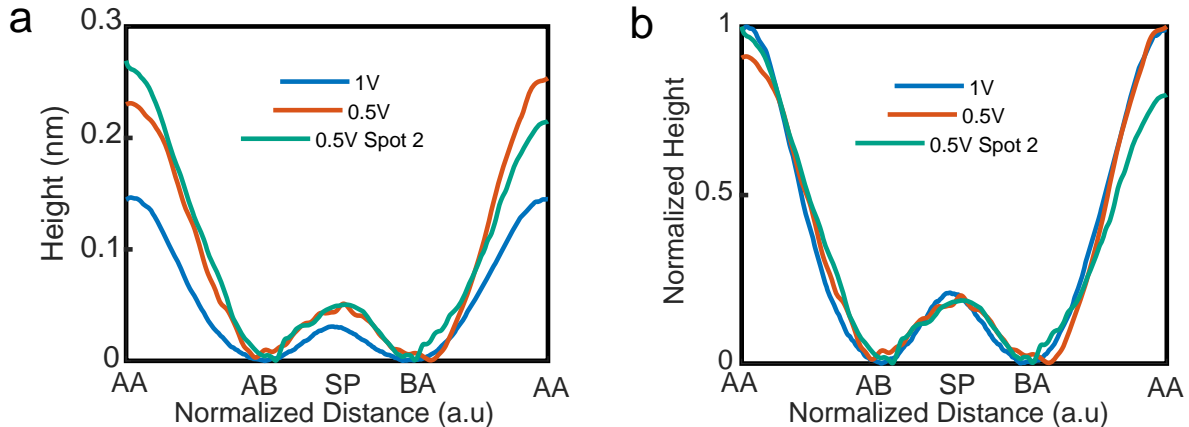 a
Height (nm)
0.3
0.2
0.1
0
1V
0.5V
0.5V Spot 2
AA
AB
SP
BA
AA
Normalized Distance (a.u)
b
Normalized Height
1
0.5
0
1V
0.5V
0.5V Spot 2
AA
AB
SP
BA
AA
Normalized Distance (a.u)